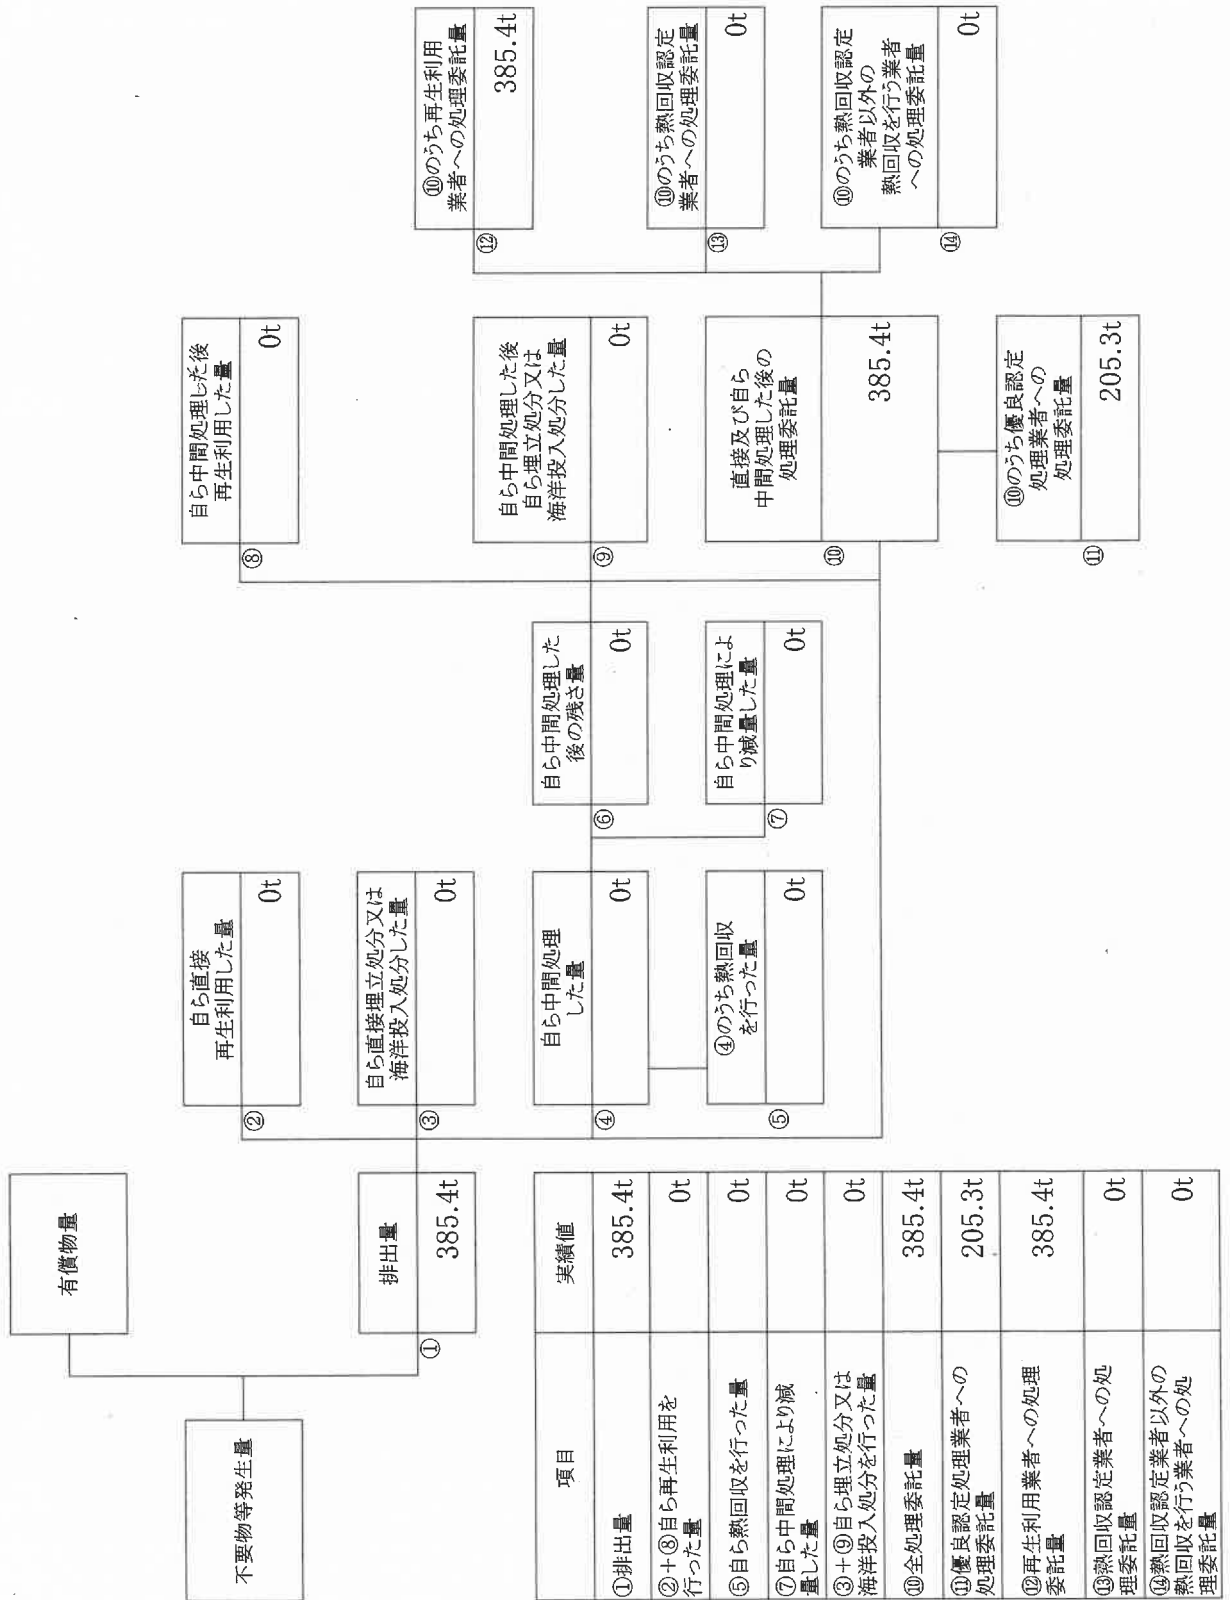 不要物等発生量
有償物量
①
排出量
385.4t
②
自ら直接
再生利用した量
0t
③
自ら直接埋立処分又は
海洋投入処分した量
0t
④
自ら中間処理
した量
0t
⑤
④のうち熱回収
を行った量
0t
⑥
自ら中間処理した
後の残さ量
0t
⑦
自ら中間処理によ
り減量した量
0t
⑧
自ら中間処理した後
再生利用した量
0t
⑨
自ら中間処理した後
自ら埋立処分又は
海洋投入処分した量
0t
⑩
直接及び自ら
中間処理した後の
処理委託量
385.4t
⑪
⑩のうち優良認定
処理業者への
処理委託量
205.3t
⑫
⑩のうち再生利用
業者への処理委託量
385.4t
⑬
⑩のうち熱回収認定
業者への処理委託量
0t
⑭
⑩のうち熱回収認定
業者以外の
熱回収を行う業者
への処理委託量
0t
項目 実績値
①排出量 385.4t
②+⑧自ら再生利用を
行った量 0t
⑤自ら熱回収を行った量 0t
⑦自ら中間処理により減
量した量 0t
③+⑨自ら埋立処分又は
海洋投入処分を行った量 0t
⑩全処理委託量 385.4t
⑪優良認定処理業者への
処理委託量 205.3t
⑫再生利用業者への処理
委託量 385.4t
⑬熱回収認定業者への処
理委託量 0t
⑭熱回収認定業者以外の
熱回収を行う業者への処
理委託量 0t